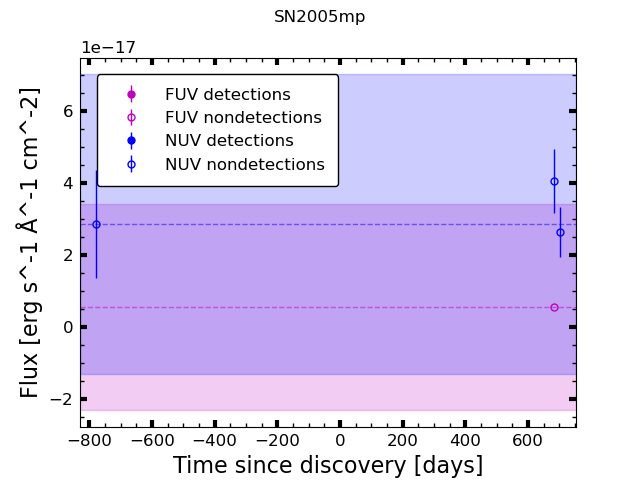 SN2005mp
1e−17
FUV detections
FUV nondetections
NUV detections
NUV nondetections
6
4
2
0
−2
Flux [erg s^-1 Å^-1 cm^-2]
−800 −600 −400 −200 0 200 400 600
Time since discovery [days]